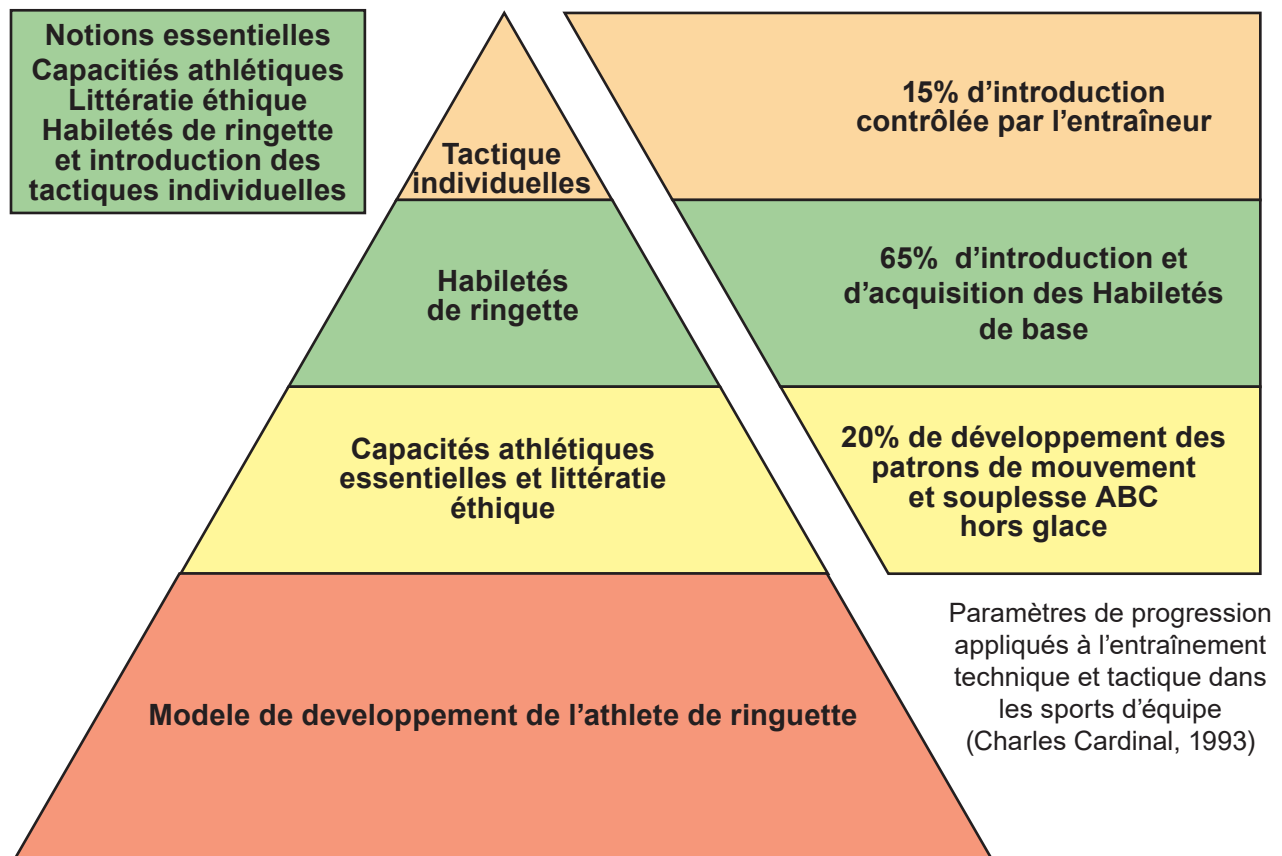 Notions essentielles
Capacitiés athlétiques
Littératie éthique
Habiletés de ringette
et introduction des
tactiques individuelles
Tactique
individuelles
15% d’introduction
contrôlée par l’entraîneur
Habiletés
de ringette
65% d’introduction et
d’acquisition des Habiletés
de base
Capacités athlétiques
essentielles et littératie
éthique
20% de développement des
patrons de mouvement
et souplesse ABC
hors glace
Modele de developpement de l’athlete de ringuette
Paramètres de progression
appliqués à l’entraînement
technique et tactique dans
les sports d’équipe
(Charles Cardinal, 1993)